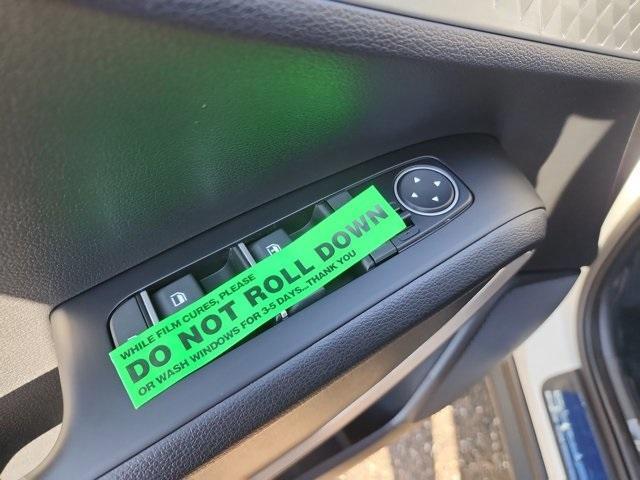 WHILE FILM CURES, PLEASE
DO NOT ROLL DOWN
OR WASH WINDOWS FOR 3-5 DAYS...THANK YOU